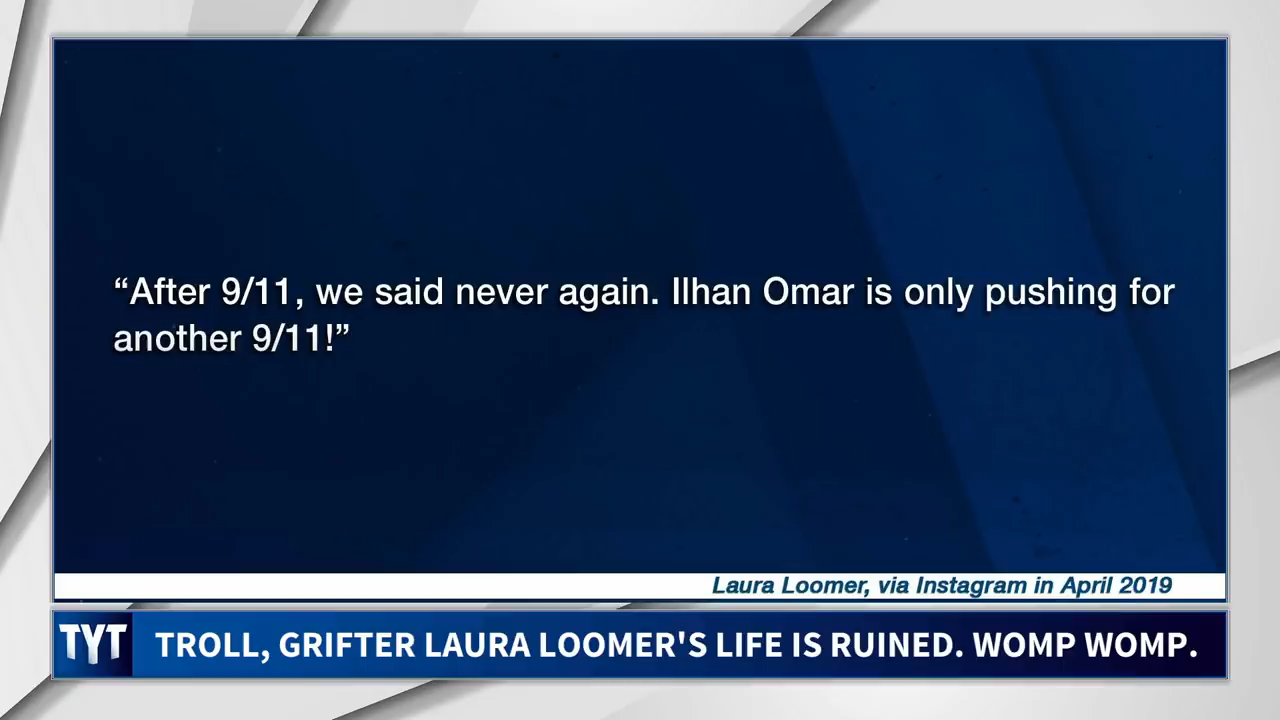 “After 9/11, we said never again. Ilhan Omar is only pushing for
another 9/11!”
Laura Loomer, via Instagram in April 2019
TYT TROLL, GRIFTER LAURA LOOMER'S LIFE IS RUINED. WOMP WOMP.